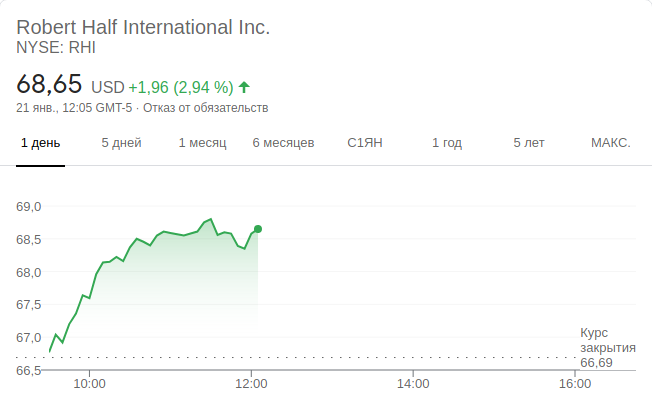 Robert Half International Inc.
NYSE: RHI
68,65 USD +1,96 (2,94 %)
21 янв., 12:05 GMT-5 · Отказ от обязательств
1 день 5 дней 1 месяц 6 месяцев С1ЯН 1 год 5 лет МАКС.
69,0
68,5
68,0
67,5
67,0
66,5
Курс
закрытия
66,69
10:00 12:00 14:00 16:00